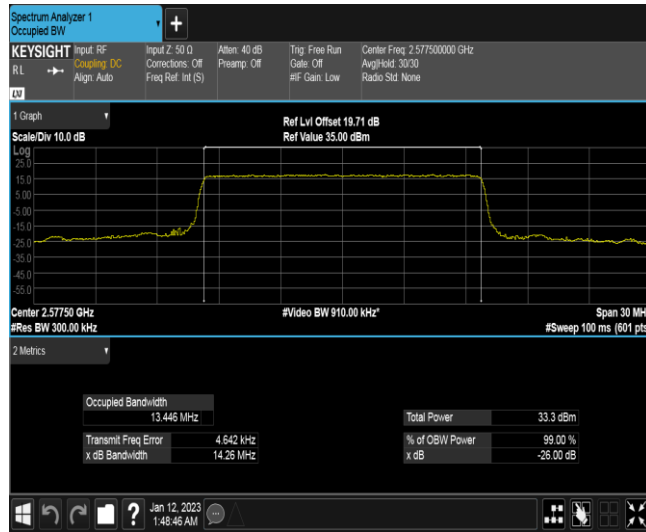 Spectrum Analyzer 1
Occupied BW
+
KEYSIGHT
Input: RF
Input Z: 50 Ω
Atten: 40 dB
Trig: Free Run
Center Freq: 2.577500000 GHz
RL
Coupling: DC
Corrections: Off
Preamp: Off
Gate: Off
Avg|Hold: 30/30
Align: Auto
Freq Ref: Int (S)
#IF Gain: Low
Radio Std: None
LXI
1 Graph
Scale/Div 10.0 dB
Ref Lvl Offset 19.71 dB
Ref Value 35.00 dBm
Log
25.0
15.0
5.00
-5.00
-15.0
-25.0
-35.0
-45.0
-55.0
Center 2.57750 GHz
#Video BW 910.00 kHz*
Span 30 MH
#Res BW 300.00 kHz
#Sweep 100 ms (601 pts
2 Metrics
Occupied Bandwidth
13.446 MHz
Total Power 33.3 dBm
Transmit Freq Error 4.642 kHz
% of OBW Power 99.00 %
x dB Bandwidth 14.26 MHz
x dB -26.00 dB
?
Jan 12, 2023
1:48:46 AM